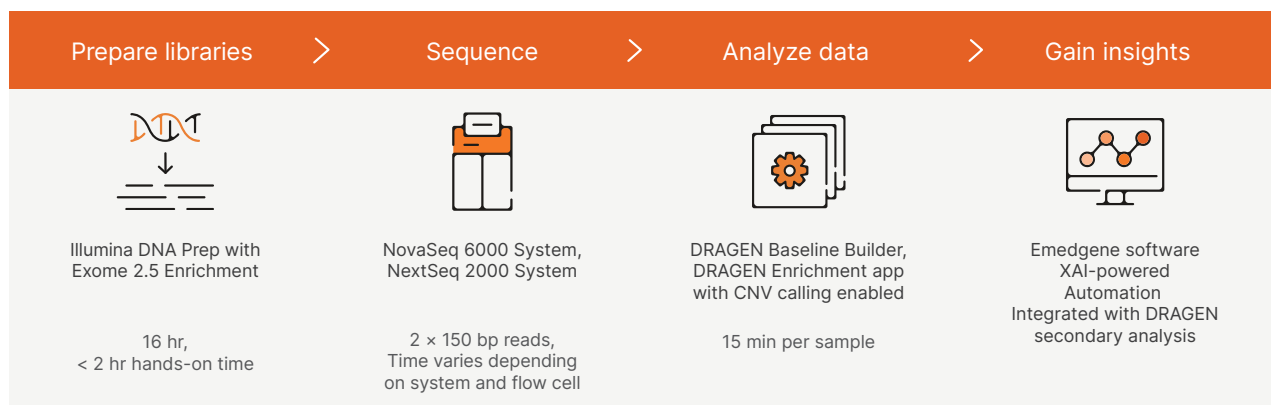 Prepare libraries
Sequence
Analyze data
Gain insights
Illumina DNA Prep with
Exome 2.5 Enrichment
16 hr,
< 2 hr hands-on time
NovaSeq 6000 System,
NextSeq 2000 System
2 × 150 bp reads,
Time varies depending
on system and flow cell
DRAGEN Baseline Builder,
DRAGEN Enrichment app
with CNV calling enabled
15 min per sample
Emedgene software
XAI-powered
Automation
Integrated with DRAGEN
secondary analysis